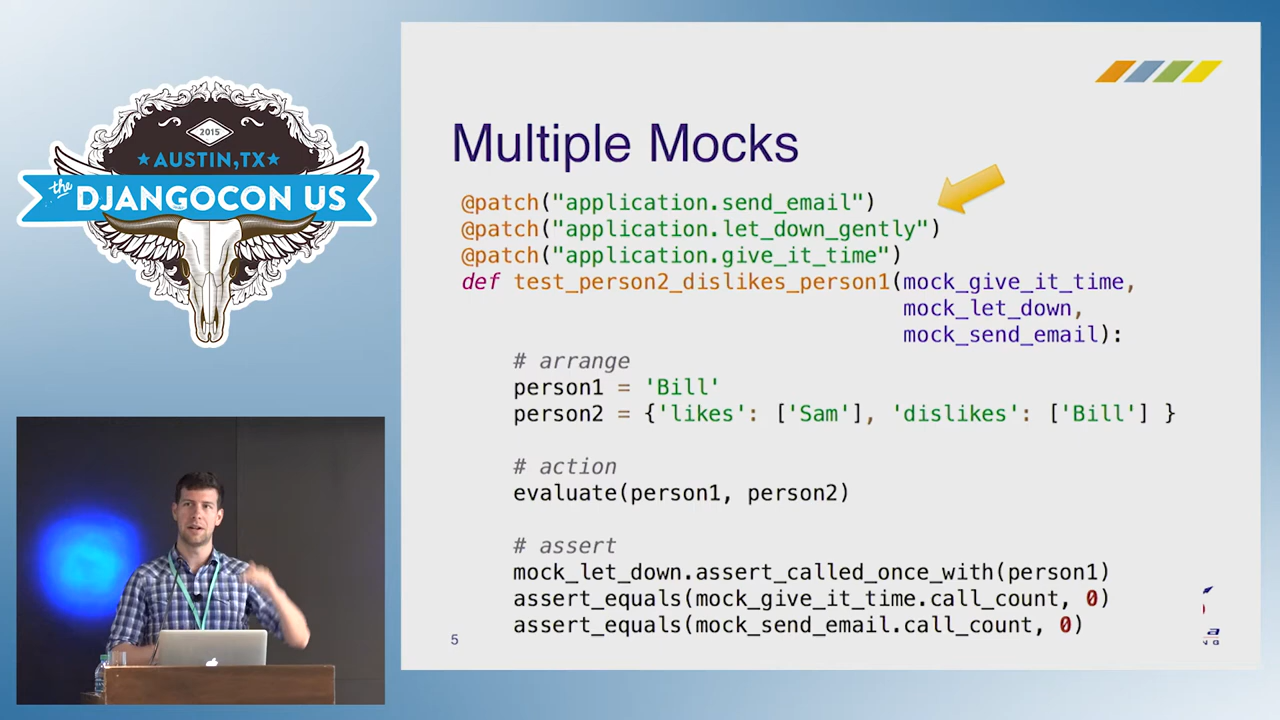 2015
★AUSTIN,TX★
the DJANGOCON US
Multiple Mocks
@patch("application.send_email")
@patch("application.let_down_gently")
@patch("application.give_it_time")
def test_person2_dislikes_person1(mock_give_it_time,
mock_let_down,
mock_send_email):
# arrange
person1 = 'Bill'
person2 = {'likes': ['Sam'], 'dislikes': ['Bill'] }
# action
evaluate(person1, person2)
# assert
mock_let_down.assert_called_once_with(person1)
assert_equals(mock_give_it_time.call_count, 0)
assert_equals(mock_send_email.call_count, 0)
5